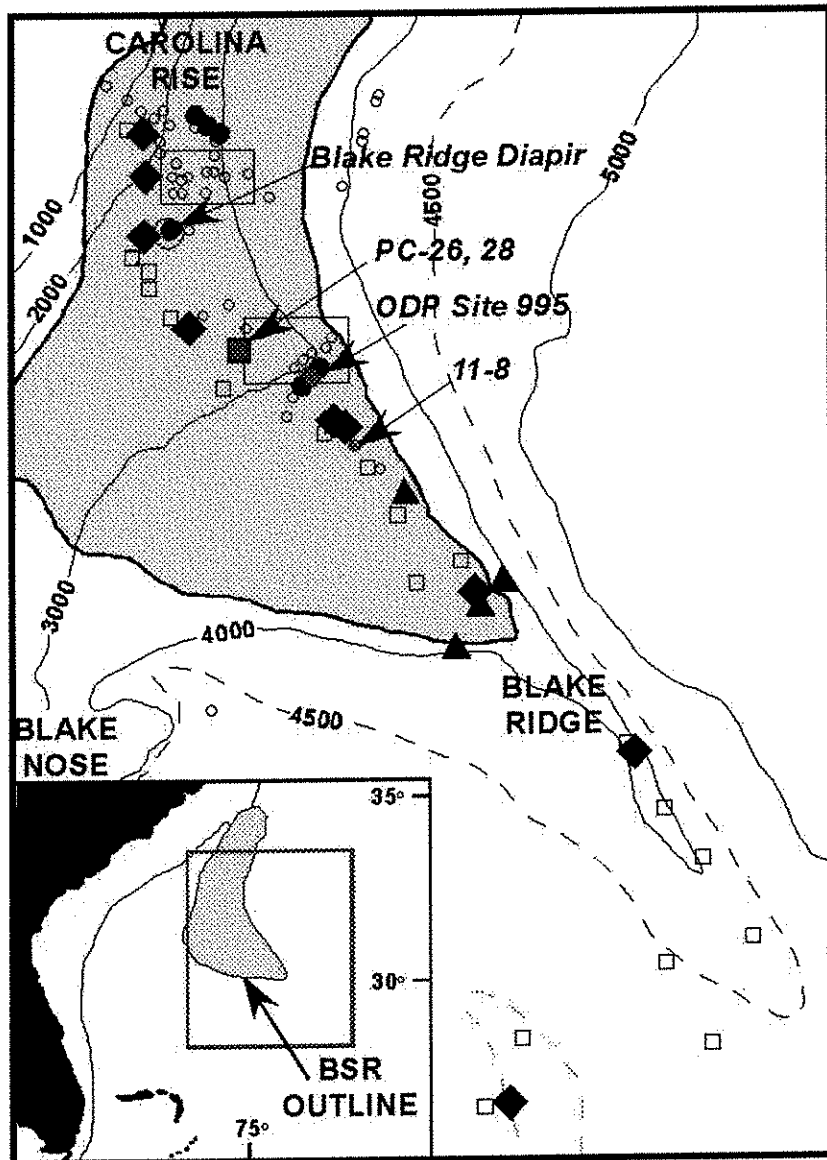 CAROLINA
RISE
Blake Ridge Diapir
5000
4500
1000
PC-26, 28
2000
ODP Site 995
11-8
3000
4000
BLAKE
RIDGE
4500
BLAKE
NOSE
35°
30°
BSR
OUTLINE
75°